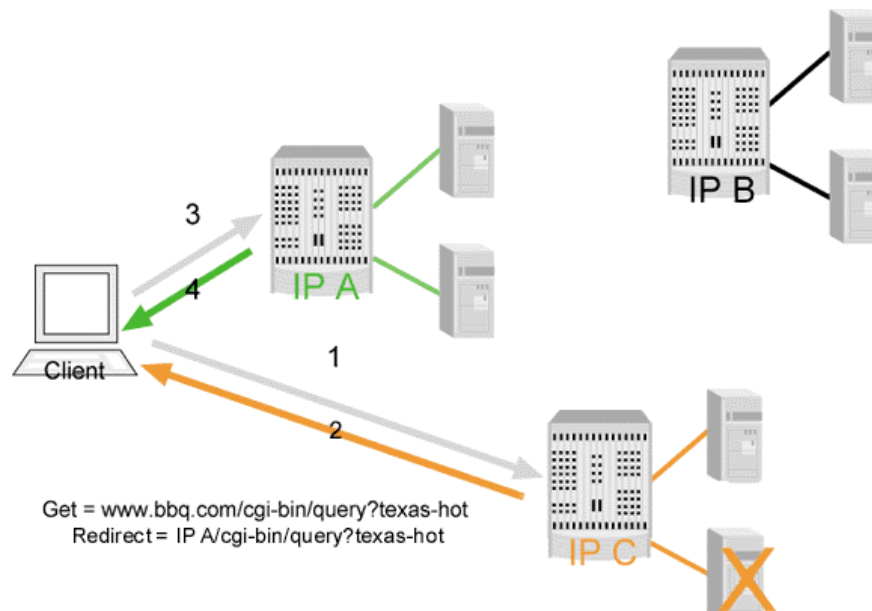 IP B
3
IP A
4
Client
1
2
Get = www.bbq.com/cgi-bin/query?texas-hot
Redirect = IP A/cgi-bin/query?texas-hot
IP C
X